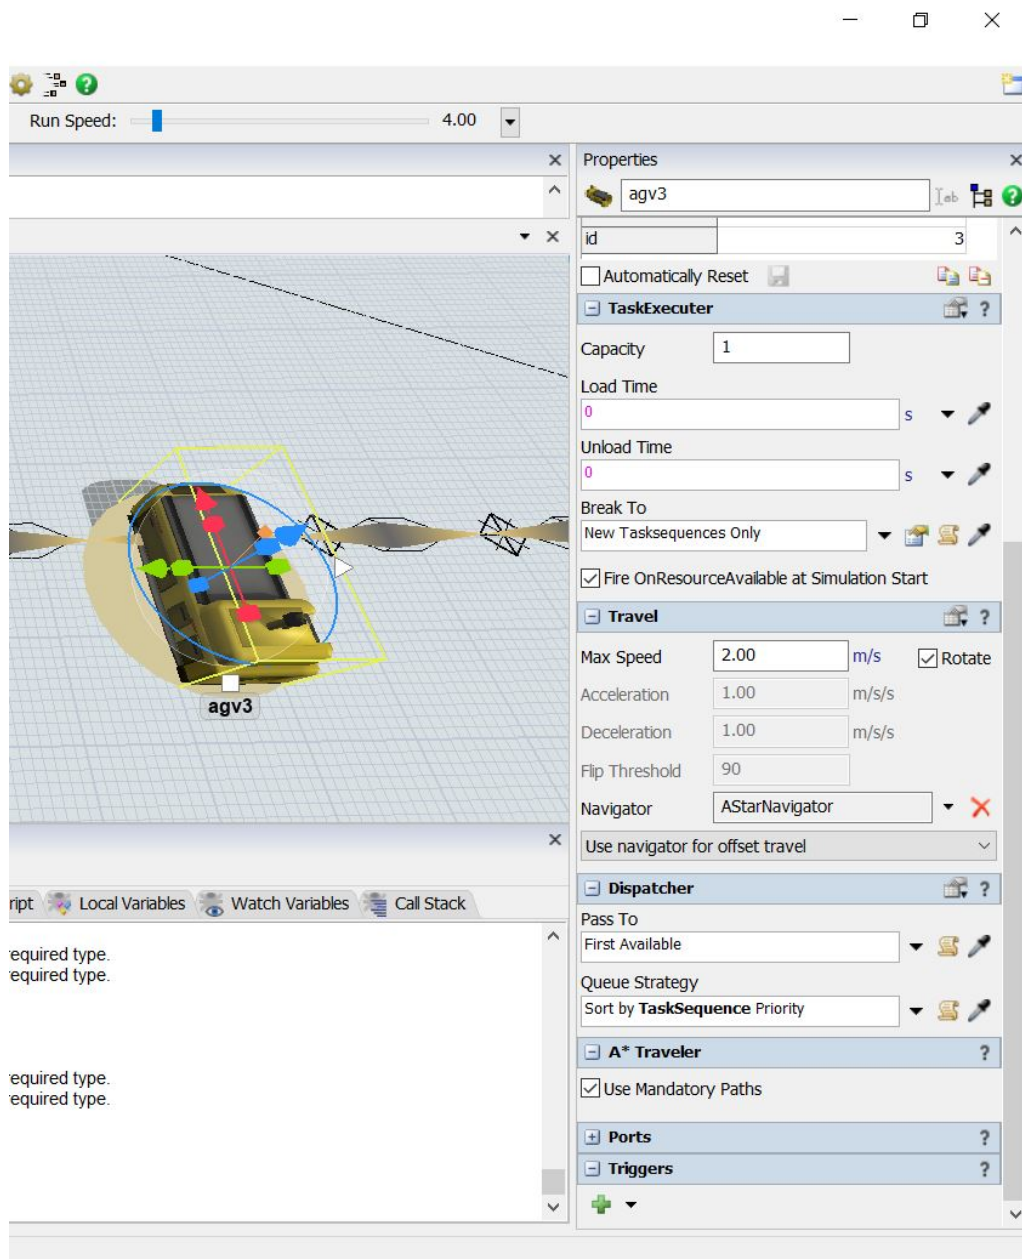 Run Speed: 4.00
Properties
agv3
id 3
Automatically Reset
TaskExecuter
Capacity 1
Load Time
0 s
Unload Time
0 s
Break To
New Tasksequences Only
Fire OnResourceAvailable at Simulation Start
Travel
Max Speed 2.00 m/s Rotate
Acceleration 1.00 m/s/s
Deceleration 1.00 m/s/s
Flip Threshold 90
Navigator AStarNavigator
Use navigator for offset travel
Dispatcher
Pass To
First Available
Queue Strategy
Sort by TaskSequence Priority
A* Traveler
Use Mandatory Paths
Ports
Triggers
agv3
ript Local Variables Watch Variables Call Stack
required type.
required type.
required type.
required type.